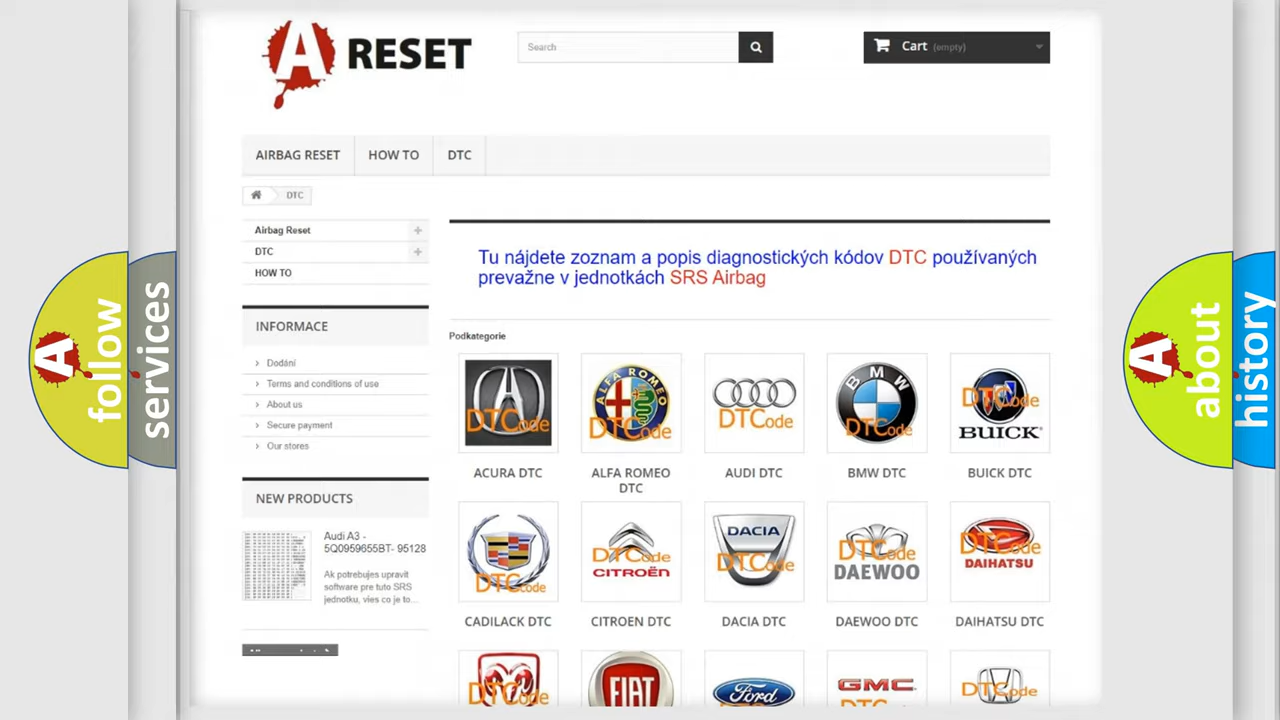 A RESET
Search
Cart (empty)
AIRBAG RESET
HOW TO
DTC
DTC
Airbag Reset
DTC
HOW TO
INFORMACE
Dodání
Terms and conditions of use
About us
Secure payment
Our stores
NEW PRODUCTS
Audi A3 -
5Q0959655BT- 95128
Ak potrebujes upravit
software pre tuto SRS
jednotku, vies co je to...
Tu nájdete zoznam a popis diagnostických kódov DTC používaných
prevažne v jednotkách SRS Airbag
Podkategorie
DTCode
ALFA ROMEO
DTCode
DTCode
BMW
DTCode
DTCode
BUICK
ACURA DTC
ALFA ROMEO
DTC
AUDI DTC
BMW DTC
BUICK DTC
DTCode
DTCode
CITROËN
DACIA
DTCode
DTCode
DAEWOO
DTCode
DAIHATSU
CADILACK DTC
CITROEN DTC
DACIA DTC
DAEWOO DTC
DAIHATSU DTC
DTCode
FIAT
Ford
GMC
DTCode
A follow
services
A about
history